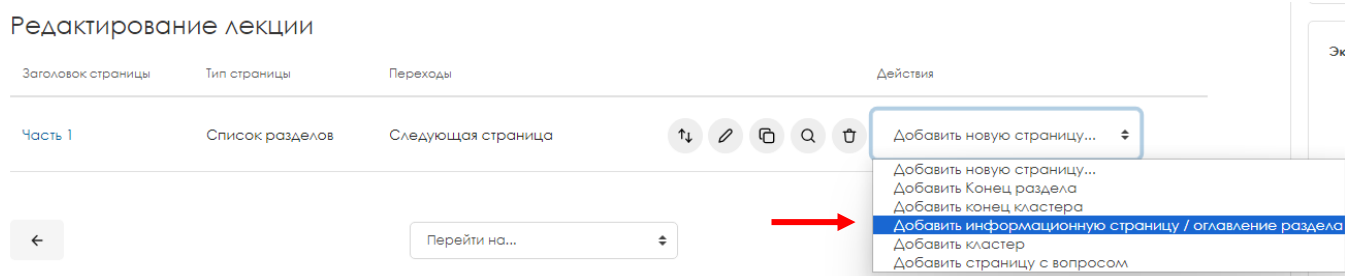 Редактирование лекции
Эк
Заголовок страницы Тип страницы Переходы Действия
Часть 1 Список разделов Следующая страница Добавить новую страницу...
Добавить новую страницу...
Добавить Конец раздела
Добавить конец кластера
Добавить информационную страницу / оглавление раздела
Добавить кластер
Добавить страницу с вопросом
Перейти на...